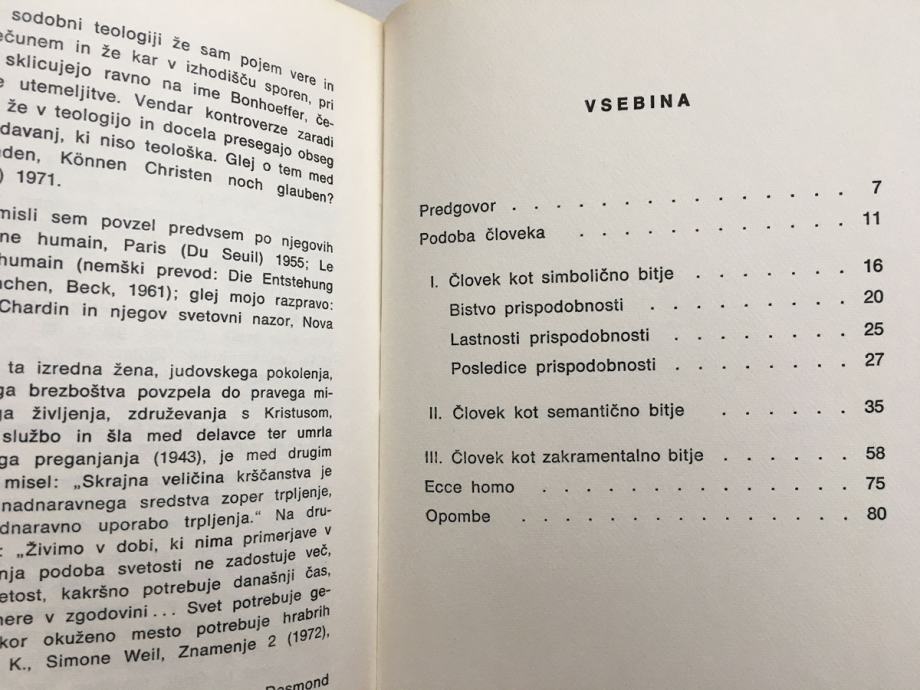 sodobni teologiji že sam pojem vere in
in že kar v izhodišču sporen, pri
sklicujejo ravno na ime Bonhoeffer, če-
utemeljitve. Vendar kontroverze zaradi
že v teologijo in docela presegajo obseg
davanj, ki niso teološka. Glej o tem med
Können Christen noch glauben?
) 1971.
misli sem povzel predvsem po njegovih
ne humain, Paris (Du Seuil) 1955; Le
humain (nemški prevod: Die Entstehung
nchen, Beck, 1961); glej mojo razpravo:
Chardin in njegov svetovni nazor, Nova
ta izredna žena, judovskega pokolenja,
ga brezboštva povzpela do pravega mi-
ga življenja, združevanja s Kristusom,
službo in šla med delavce ter umrla
ga preganjanja (1943), je med drugim
misel: „Skrajna veličina krščanstva je
nadnaravnega sredstva zoper trpljenje,
dnaravno uporabo trpljenja.“ Na dru-
: „Živimo v dobi, ki nima primerjave v
nja podoba svetosti ne zadostuje več,
etost, kakršno potrebuje današnji čas,
nere v zgodovini... Svet potrebuje ge-
kor okuženo mesto potrebuje hrabrih
K., Simone Weil, Znamenje 2 (1972),
VSEBINA
Predgovor . . . . . . . . . . . . . . . 7
Podoba človeka . . . . . . . . . . . . 11
I. Človek kot simbolično bitje . . . . . . . 16
Bistvo prispodobnosti . . . . . . . . . 20
Lastnosti prispodobnosti . . . . . . . . 25
Posledice prispodobnosti . . . . . . . . 27
II. Človek kot semantično bitje . . . . . . 35
III. Človek kot zakramentalno bitje . . . . . . 58
Ecce homo . . . . . . . . . . . . . . 75
Opombe . . . . . . . . . . . . . . . 80